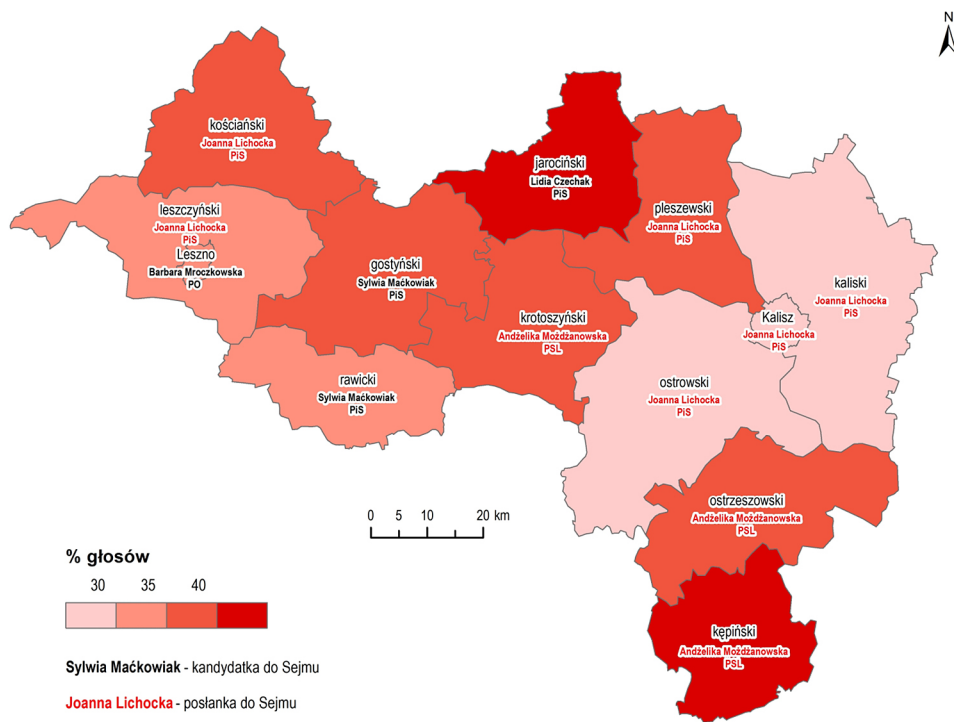 N
kościański
Joanna Lichocka
PiS
jarociński
Lidia Czechak
PiS
leszczyński
Joanna Lichocka
PiS
pleszewski
Joanna Lichocka
PiS
Leszno
Barbara Mroczkowska
PO
gostyński
Sylwia Maćkowiak
PiS
kaliski
Joanna Lichocka
PiS
krotoszyński
Andżelika Możdżanowska
PSL
Kalisz
Joanna Lichocka
PiS
rawicki
Sylwia Maćkowiak
PiS
ostrowski
Joanna Lichocka
PiS
ostrzeszowski
Andżelika Możdżanowska
PSL
0 5 10 20 km
% głosów
30 35 40
kępiński
Andżelika Możdżanowska
PSL
Sylwia Maćkowiak - kandydatka do Sejmu
Joanna Lichocka - posłanka do Sejmu